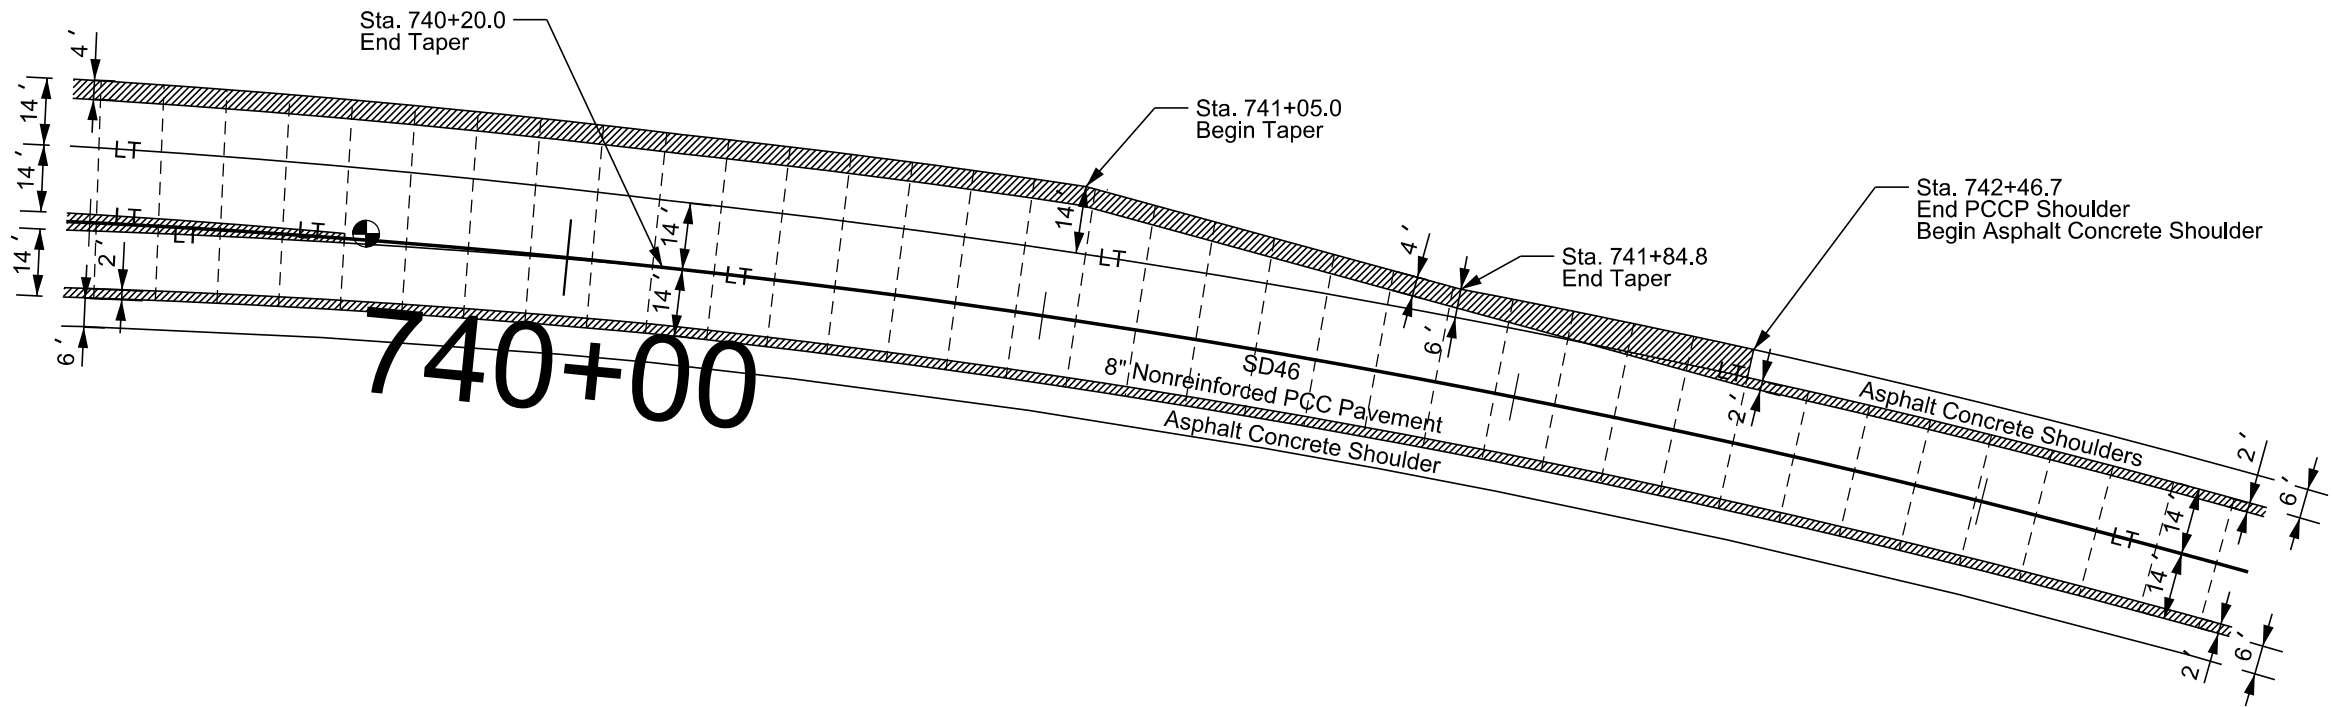 Sta. 740+20.0
End Taper
4'
14'
14'
14'
2'
6'
LT
LT
LT
LT
740+00
14'
14'
LT
Sta. 741+05.0
Begin Taper
14'
LT
4'
6'
Sta. 741+84.8
End Taper
Sta. 742+46.7
End PCCP Shoulder
Begin Asphalt Concrete Shoulder
SD46
8" Nonreinforced PCC Pavement
Asphalt Concrete Shoulder
LT
2'
Asphalt Concrete Shoulders
2'
6'
14'
LT
14'
6'
2'